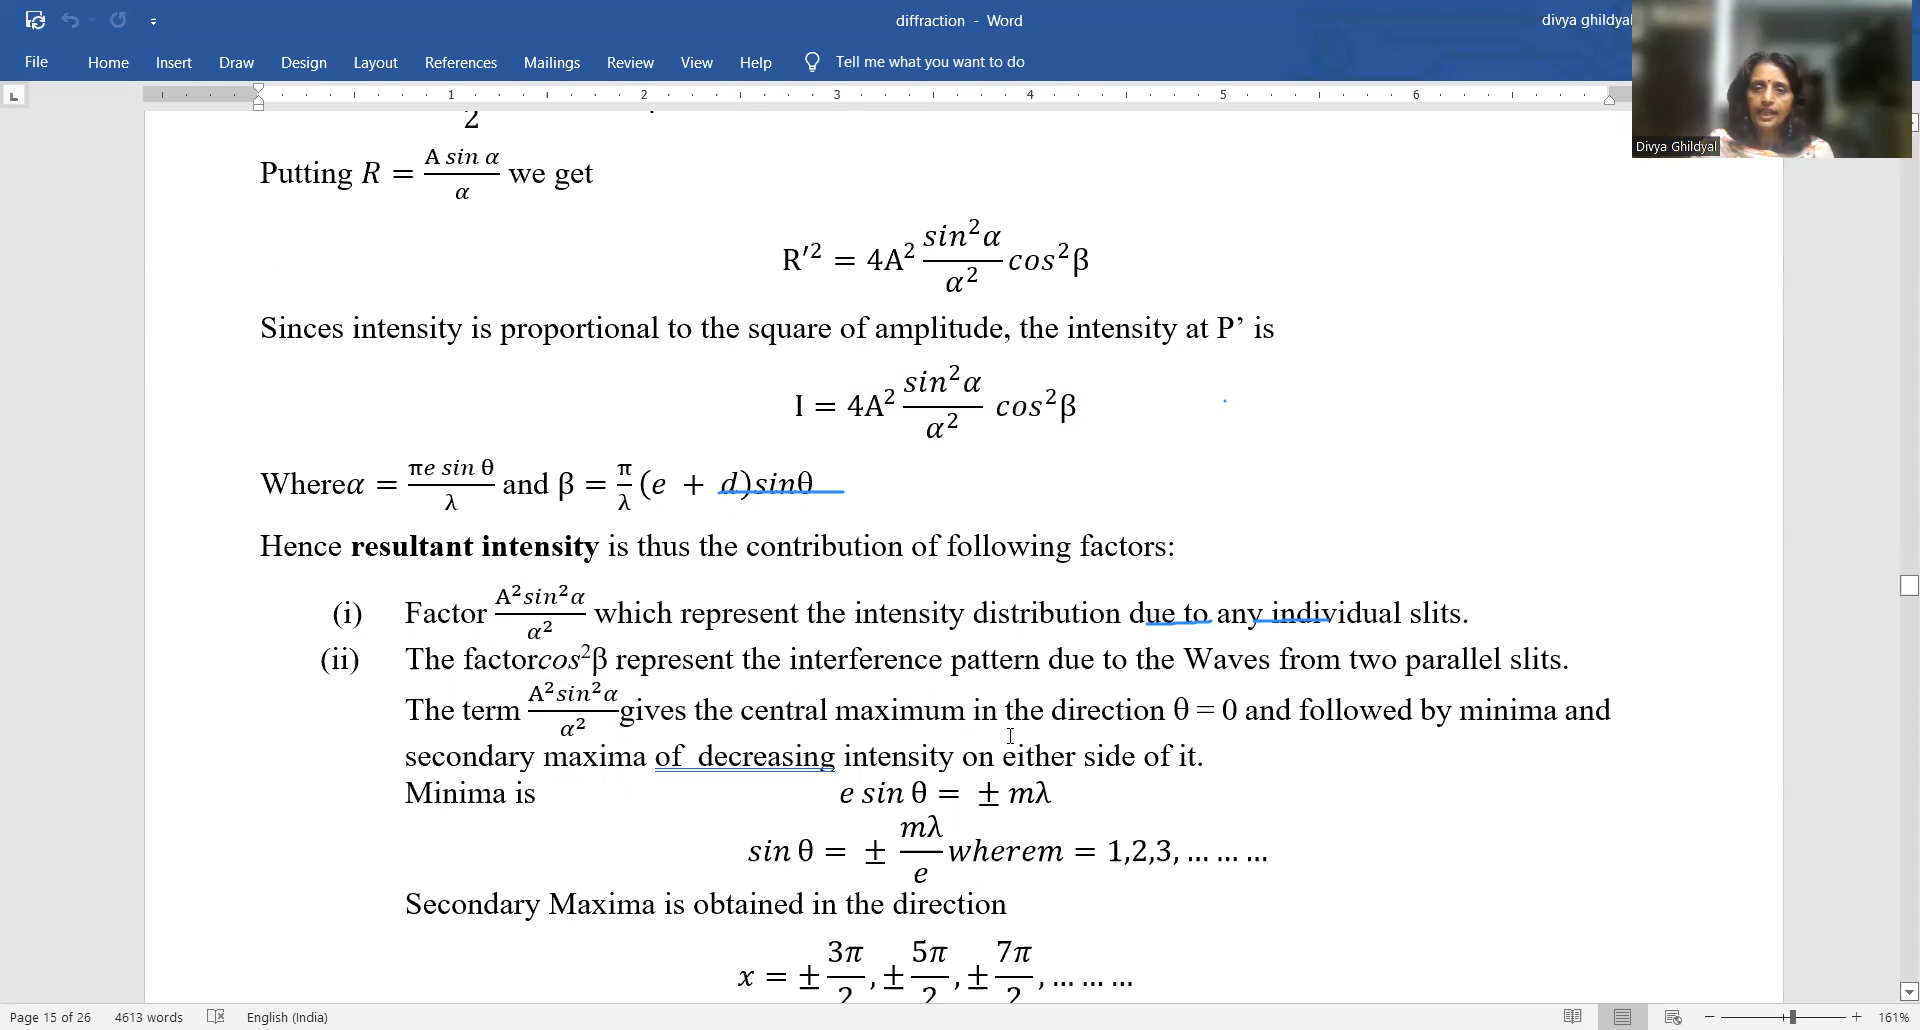 diffraction - Word
divya ghildyal
File Home Insert Draw Design Layout References Mailings Review View Help Tell me what you want to do
1 2 3 4 5 6
Divya Ghildyal
2
Putting R = A sin α / α we get
R′² = 4A² sin²α / α² cos²β
Sinces intensity is proportional to the square of amplitude, the intensity at P’ is
I = 4A² sin²α / α² cos²β
Whereα = πe sin θ / λ and β = π / λ (e + d)sinθ
Hence resultant intensity is thus the contribution of following factors:
(i) Factor A²sin²α / α² which represent the intensity distribution due to any individual slits.
(ii) The factorcos²β represent the interference pattern due to the Waves from two parallel slits.
The term A²sin²α / α² gives the central maximum in the direction θ = 0 and followed by minima and
secondary maxima of decreasing intensity on either side of it.
Minima is e sin θ = ± mλ
sin θ = ± mλ / e wherem = 1,2,3, … … …
Secondary Maxima is obtained in the direction
x = ± 3π / 2 , ± 5π / 2 , ± 7π / 2 , … … …
Page 15 of 26 4613 words English (India) 161%